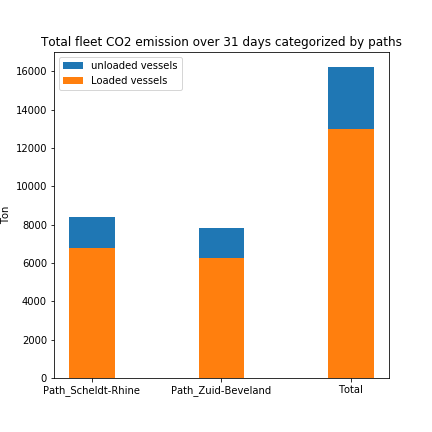 Total fleet CO2 emission over 31 days categorized by paths
unloaded vessels
Loaded vessels
16000
14000
12000
10000
8000
6000
4000
2000
0
Ton
Path_Scheldt-Rhine
Path_Zuid-Beveland
Total